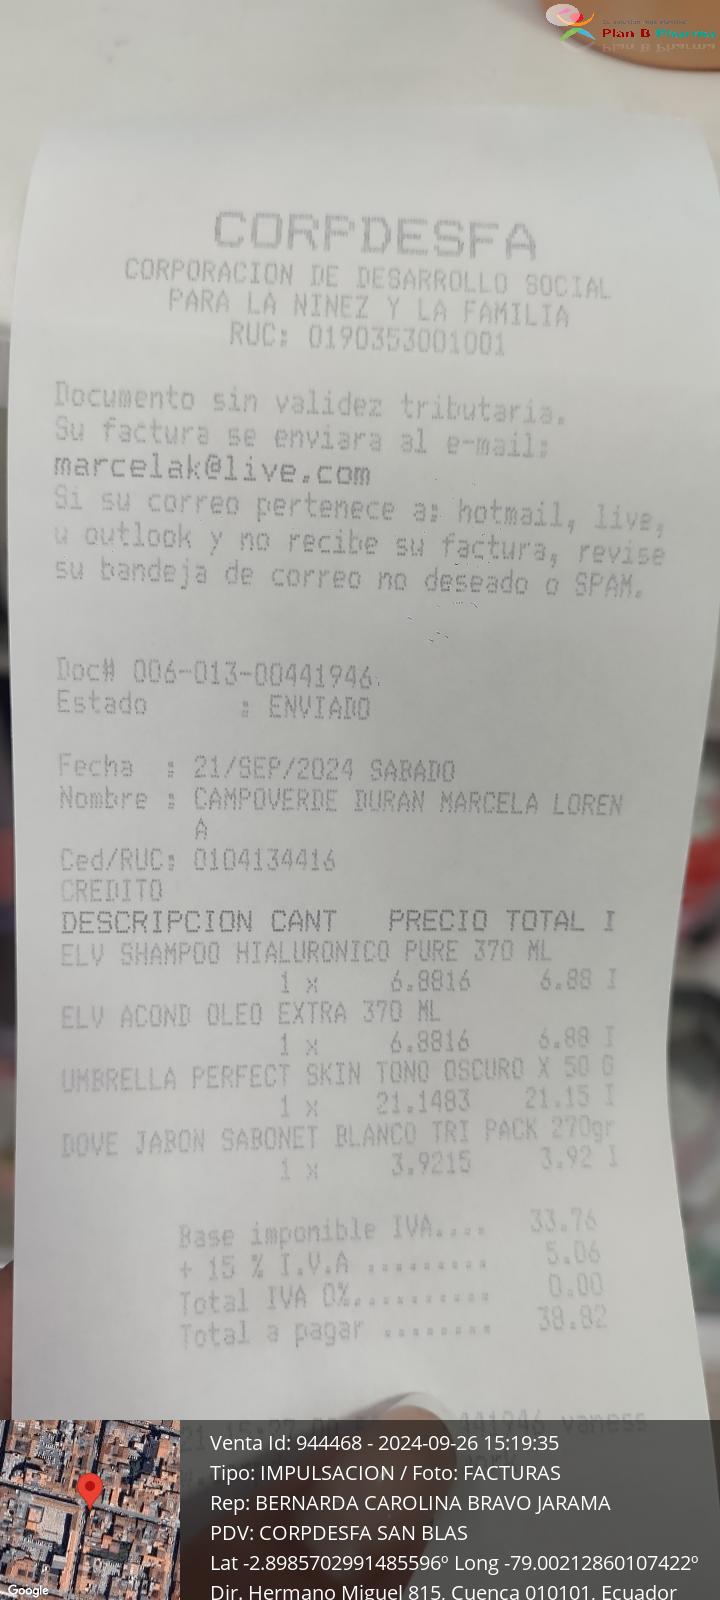 Plan B Pharma
CORPDESFA
CORPORACION DE DESARROLLO SOCIAL
PARA LA NINEZ Y LA FAMILIA
RUC: 0190353001001
Documento sin validez tributaria.
Su factura se enviara al e-mail:
marcelak@live.com
Si su correo pertenece a: hotmail, live,
u outlook y no recibe su factura, revise
su bandeja de correo no deseado o SPAM.
Doc# 006-013-00441946
Estado : ENVIADO
Fecha : 21/SEP/2024 SABADO
Nombre : CAMPOVERDE DURAN MARCELA LOREN
A
Ced/RUC: 0104134416
CREDITO
DESCRIPCION CANT PRECIO TOTAL I
ELV SHAMPOO HIALURONICO PURE 370 ML
1 x 6.8816 6.88 I
ELV ACOND OLEO EXTRA 370 ML
1 x 6.8816 6.88 I
UMBRELLA PERFECT SKIN TONO OSCURO X 50 G
1 x 21.1483 21.15 I
DOVE JABON SABONET BLANCO TRI PACK 270gr
1 x 3.9215 3.92 I
Base imponible IVA.... 33.76
+ 15 % I.V.A ......... 5.06
Total IVA 0%.......... 0.00
Total a pagar ........ 38.82
441946 vaness
Venta Id: 944468 - 2024-09-26 15:19:35
Tipo: IMPULSACION / Foto: FACTURAS
Rep: BERNARDA CAROLINA BRAVO JARAMA
PDV: CORPDESFA SAN BLAS
Lat -2.8985702991485596º Long -79.00212860107422º
Dir. Hermano Miguel 815, Cuenca 010101, Ecuador
Google